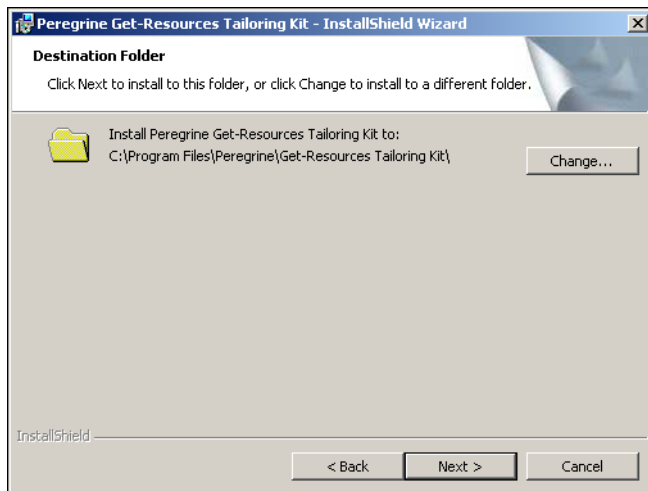 Peregrine Get-Resources Tailoring Kit - InstallShield Wizard
Destination Folder
Click Next to install to this folder, or click Change to install to a different folder.
Install Peregrine Get-Resources Tailoring Kit to:
C:\Program Files\Peregrine\Get-Resources Tailoring Kit\
Change...
InstallShield
< Back
Next >
Cancel